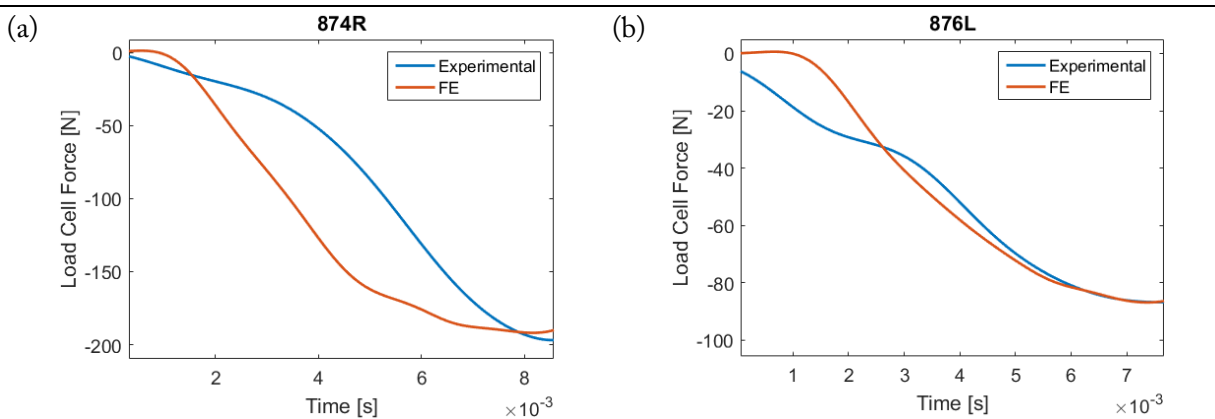 (a)
874R
Experimental
FE
Load Cell Force [N]
0
-50
-100
-150
-200
2
4
6
8
Time [s]
×10⁻³
(b)
876L
Experimental
FE
Load Cell Force [N]
0
-20
-40
-60
-80
-100
1
2
3
4
5
6
7
Time [s]
×10⁻³